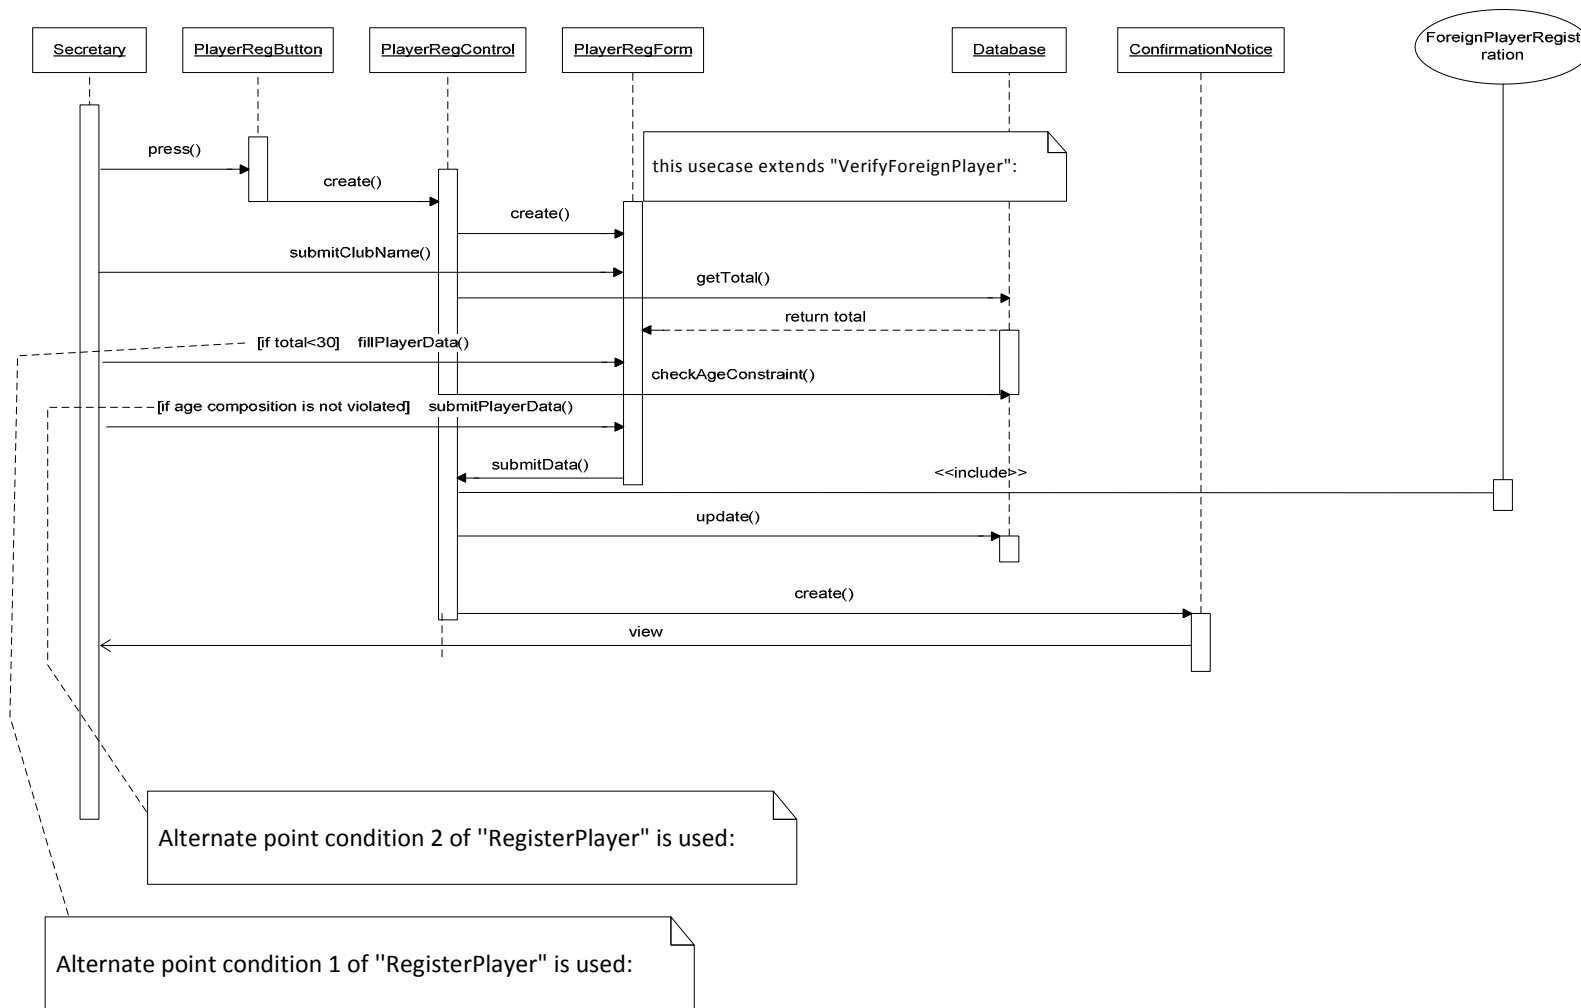 Secretary
PlayerRegButton
PlayerRegControl
PlayerRegForm
Database
ConfirmationNotice
ForeignPlayerRegist
ration
press()
this usecase extends "VerifyForeignPlayer":
create()
create()
submitClubName()
getTotal()
return total
[if total<30] fillPlayerData()
checkAgeConstraint()
[if age composition is not violated] submitPlayerData()
submitData()
<<include>>
update()
create()
view
Alternate point condition 2 of "RegisterPlayer" is used:
Alternate point condition 1 of "RegisterPlayer" is used: